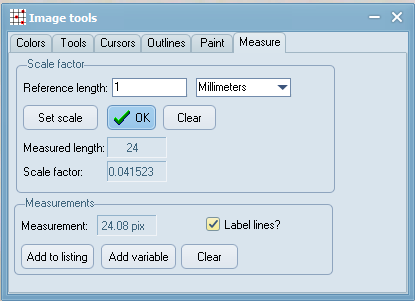 Image tools
Colors Tools Cursors Outlines Paint Measure
Scale factor
Reference length: 1 Millimeters
Set scale OK Clear
Measured length: 24
Scale factor: 0.041523
Measurements
Measurement: 24.08 pix Label lines?
Add to listing Add variable Clear